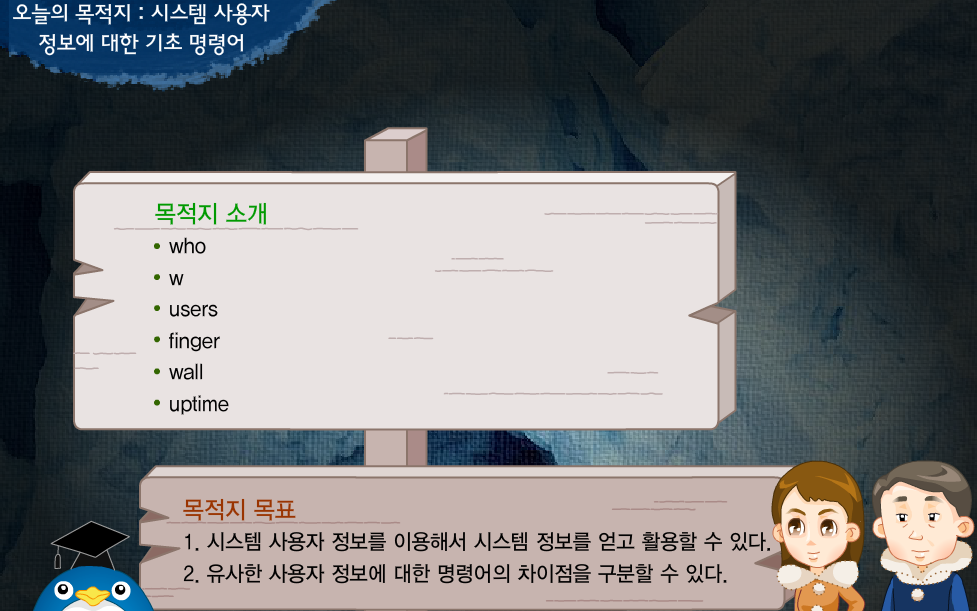 오늘의 목적지 : 시스템 사용자
정보에 대한 기초 명령어
목적지 소개
• who
• w
• users
• finger
• wall
• uptime
목적지 목표
1. 시스템 사용자 정보를 이용해서 시스템 정보를 얻고 활용할 수 있다.
2. 유사한 사용자 정보에 대한 명령어의 차이점을 구분할 수 있다.